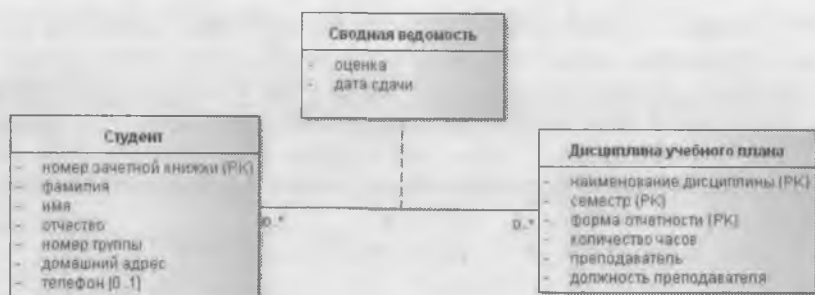 Сводная ведомость
- оценка
- дата сдачи
Студент
- номер зачетной книжки (PK)
- фамилия
- имя
- отчество
- номер группы
- домашний адрес
- телефон [0..1]
0..*
0..*
Дисциплина учебного плана
- наименование дисциплины (PK)
- семестр (PK)
- форма отчетности (PK)
- количество часов
- преподаватель
- должность преподавателя